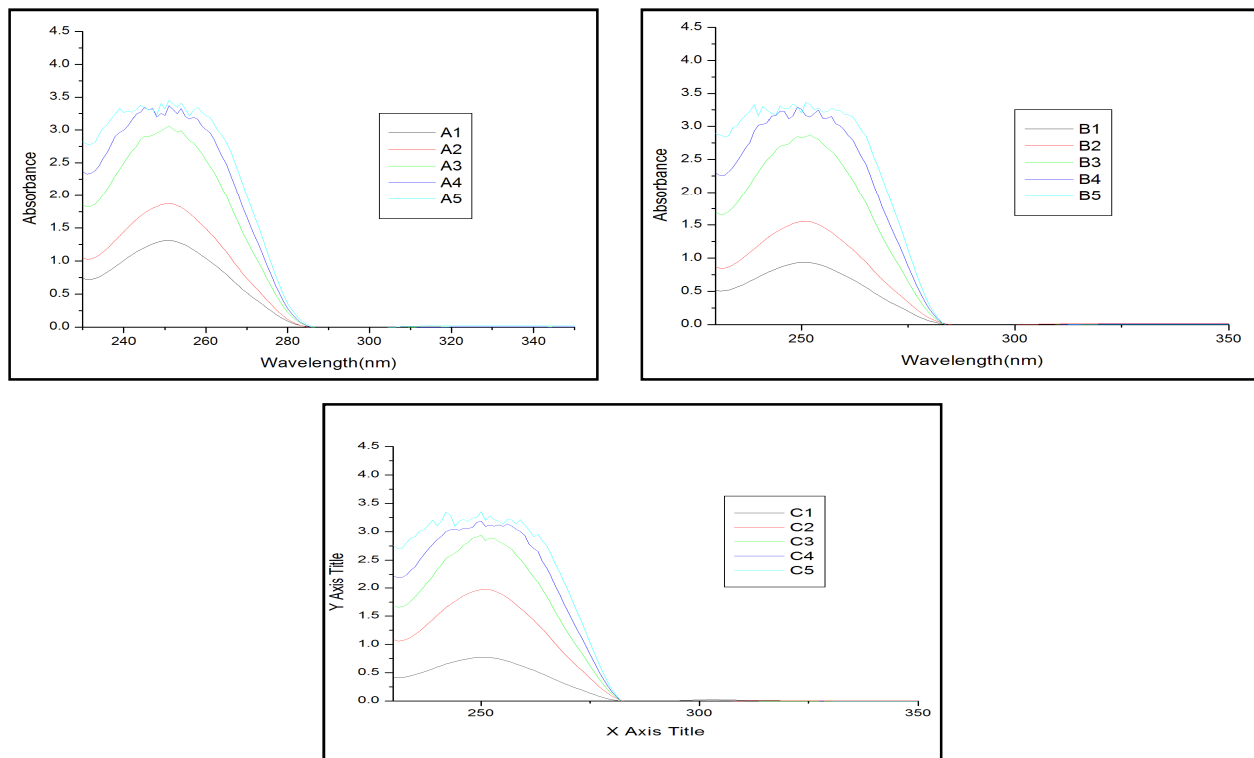 4.5
4.0
3.5
3.0
2.5
2.0
1.5
1.0
0.5
0.0
Absorbance
240
260
280
300
320
340
Wavelength(nm)
A1
A2
A3
A4
A5
4.5
4.0
3.5
3.0
2.5
2.0
1.5
1.0
0.5
0.0
Absorbance
250
300
350
Wavelength(nm)
B1
B2
B3
B4
B5
4.5
4.0
3.5
3.0
2.5
2.0
1.5
1.0
0.5
0.0
Y Axis Title
250
300
350
X Axis Title
C1
C2
C3
C4
C5